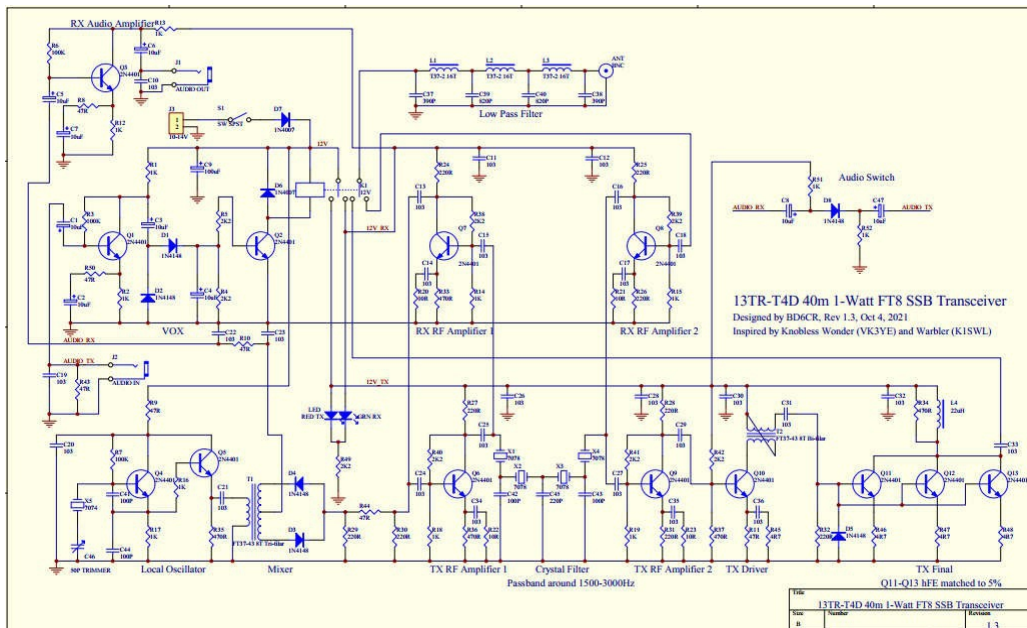 RX Audio Amplifier
R13
1K
R6
100K
C6
10uF
J1
Q3
2N4401
C10
103
AUDIO OUT
C5
10uF
R8
47R
C7
10uF
R12
1K
J3
1
2
10-14V
S1
SW SPST
D7
1N4007
12V
L1
T37-2 16T
L2
T37-2 16T
L3
T37-2 16T
ANT
BNC
C37
390P
C39
820P
C40
820P
C38
390P
Low Pass Filter
R1
1K
C9
100uF
D6
1N4007
K1
12V
R24
220R
C11
103
C12
103
R25
220R
C13
103
C16
103
R51
1K
Audio Switch
AUDIO_RX
C8
10uF
D8
1N4148
C47
10uF
AUDIO_TX
R52
1K
C1
10uF
R3
100K
Q1
2N4401
C3
10uF
D1
1N4148
R5
2K2
Q2
2N4401
12V_RX
R38
2K2
Q7
2N4401
C15
103
R39
2K2
Q8
2N4401
C18
103
R50
47R
C2
10uF
R2
1K
D2
1N4148
C4
10uF
R4
2K2
C14
103
R20
10R
R33
470R
R14
1K
C17
103
R21
10R
R26
220R
R15
1K
VOX
RX RF Amplifier 1
RX RF Amplifier 2
13TR-T4D 40m 1-Watt FT8 SSB Transceiver
Designed by BD6CR, Rev 1.3, Oct 4, 2021
Inspired by Knobless Wonder (VK3YE) and Warbler (K1SWL)
AUDIO_RX
C22
103
R10
47R
C23
103
AUDIO_TX
J2
AUDIO IN
C19
103
R43
47R
R9
47R
LED
RED TX
GRN RX
12V_TX
R27
220R
C26
103
C28
103
R28
220R
C30
103
C31
103
T2
FT37-43 8T Bi-filar
C32
103
R34
470R
L4
22uH
C33
103
C20
103
R7
100K
Q4
2N4401
Q5
2N4401
R16
1K
C41
100P
X5
7074
C21
103
T1
FT37-43 8T Tri-filar
D4
1N4148
D3
1N4148
R49
2K2
R44
47R
C24
103
R40
2K2
Q6
2N4401
C25
103
X1
7074
X2
7074
X3
7074
X4
7074
C42
100P
C45
220P
C43
100P
C27
103
R41
2K2
Q9
2N4401
C29
103
R42
2K2
Q10
2N4401
Q11
2N4401
Q12
2N4401
Q13
2N4401
C44
100P
R17
1K
R35
470R
C46
50P TRIMMER
R29
220R
R30
220R
R18
1K
C34
103
R36
470R
R22
10R
R19
1K
C35
103
R31
220R
R23
10R
R37
470R
C36
103
R11
47R
R45
4R7
R32
220R
D5
1N4148
R46
4R7
R47
4R7
R48
4R7
Local Oscillator
Mixer
TX RF Amplifier 1
Crystal Filter
TX RF Amplifier 2
TX Driver
TX Final
Passband around 1500-3000Hz
Q11-Q13 hFE matched to 5%
Title
13TR-T4D 40m 1-Watt FT8 SSB Transceiver
Size
Number
Revision
B
1.3